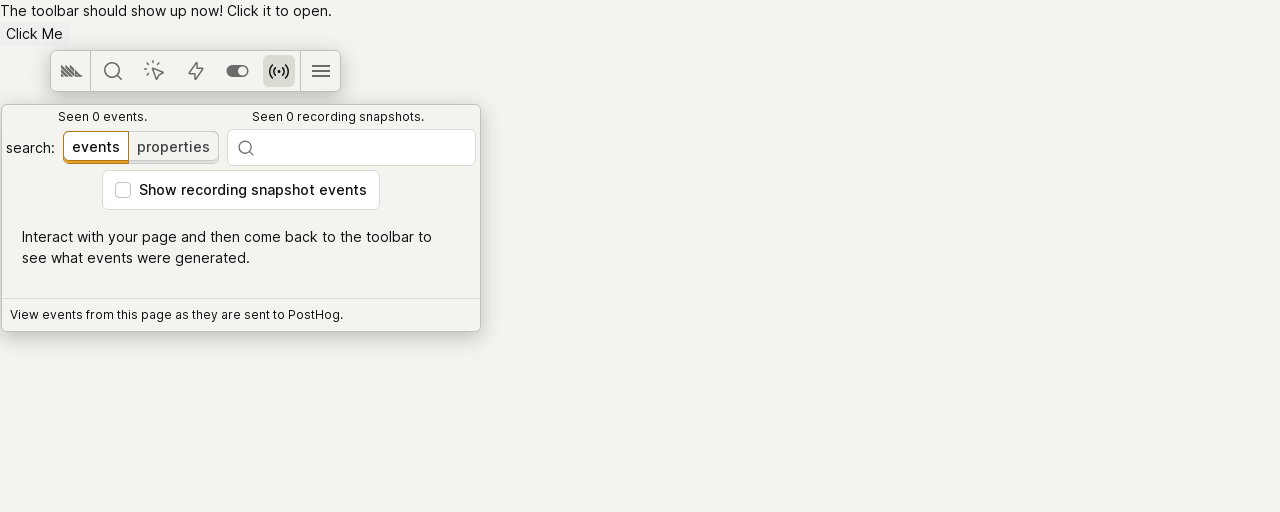 The toolbar should show up now! Click it to open.
Click Me
Seen 0 events. Seen 0 recording snapshots.
search: events properties
Show recording snapshot events
Interact with your page and then come back to the toolbar to
see what events were generated.
View events from this page as they are sent to PostHog.